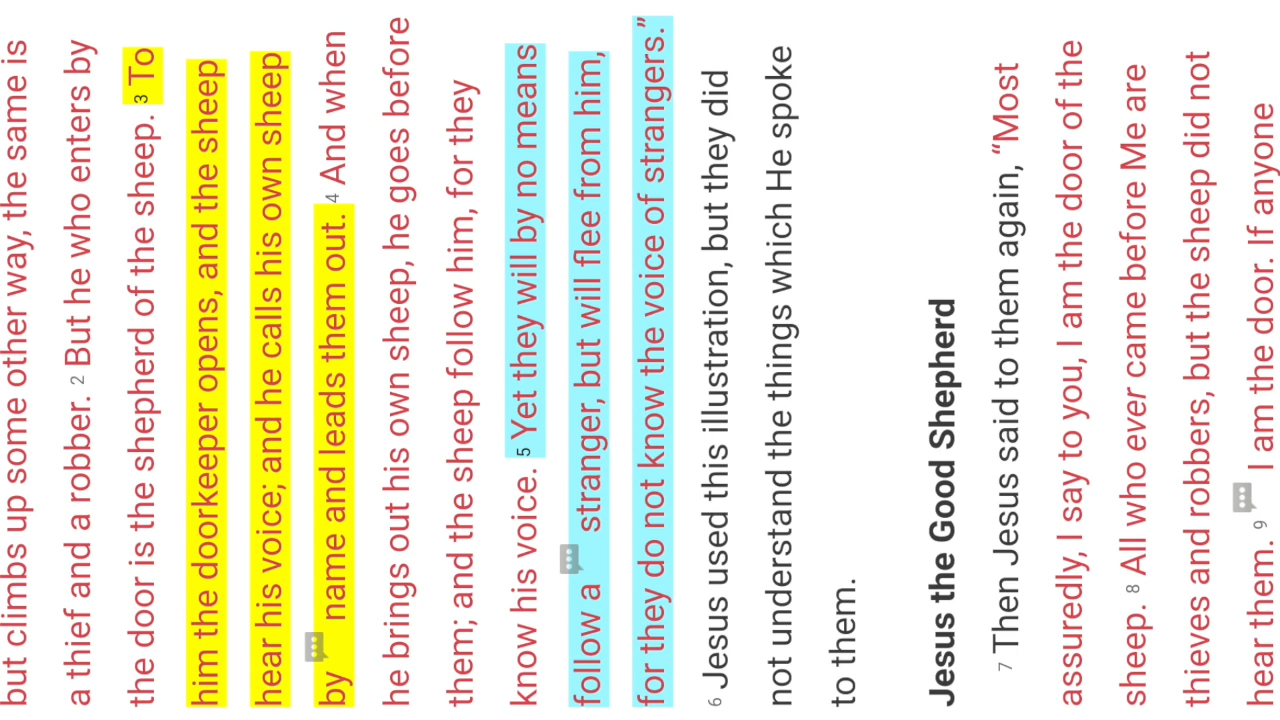 but climbs up some other way, the same is
a thief and a robber. 2 But he who enters by
the door is the shepherd of the sheep. 3 To
him the doorkeeper opens, and the sheep
hear his voice; and he calls his own sheep
by name and leads them out. 4 And when
he brings out his own sheep, he goes before
them; and the sheep follow him, for they
know his voice. 5 Yet they will by no means
follow a stranger, but will flee from him,
for they do not know the voice of strangers.”
6 Jesus used this illustration, but they did
not understand the things which He spoke
to them.
Jesus the Good Shepherd
7 Then Jesus said to them again, “Most
assuredly, I say to you, I am the door of the
sheep. 8 All who ever came before Me are
thieves and robbers, but the sheep did not
hear them. 9 I am the door. If anyone